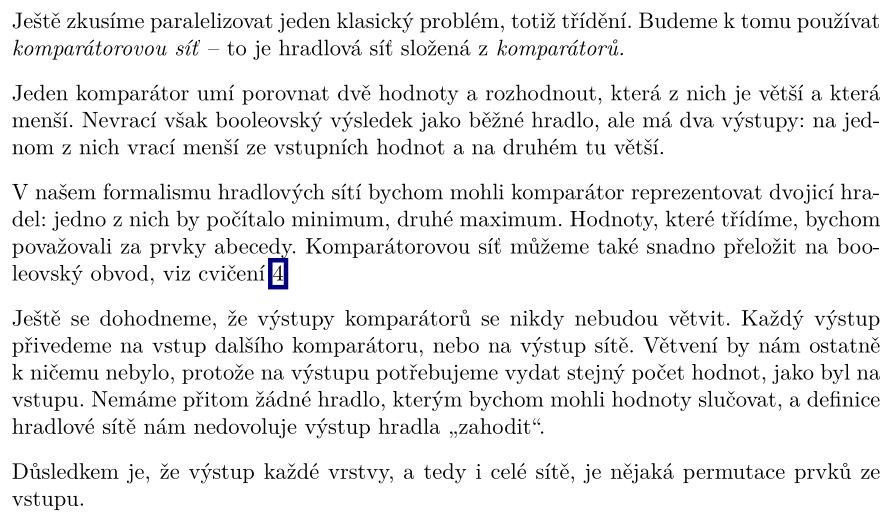 Ještě zkusíme paralelizovat jeden klasický problém, totiž třídění. Budeme k tomu používat
komparátorovou síť – to je hradlová síť složená z komparátorů.
Jeden komparátor umí porovnat dvě hodnoty a rozhodnout, která z nich je větší a která
menší. Nevrací však booleovský výsledek jako běžné hradlo, ale má dva výstupy: na jed-
nom z nich vrací menší ze vstupních hodnot a na druhém tu větší.
V našem formalismu hradlových sítí bychom mohli komparátor reprezentovat dvojicí hra-
del: jedno z nich by počítalo minimum, druhé maximum. Hodnoty, které třídíme, bychom
považovali za prvky abecedy. Komparátorovou síť můžeme také snadno přeložit na boo-
leovský obvod, viz cvičení 4
Ještě se dohodneme, že výstupy komparátorů se nikdy nebudou větvit. Každý výstup
přivedeme na vstup dalšího komparátoru, nebo na výstup sítě. Větvení by nám ostatně
k ničemu nebylo, protože na výstupu potřebujeme vydat stejný počet hodnot, jako byl na
vstupu. Nemáme přitom žádné hradlo, kterým bychom mohli hodnoty slučovat, a definice
hradlové sítě nám nedovoluje výstup hradla „zahodit“.
Důsledkem je, že výstup každé vrstvy, a tedy i celé sítě, je nějaká permutace prvků ze
vstupu.